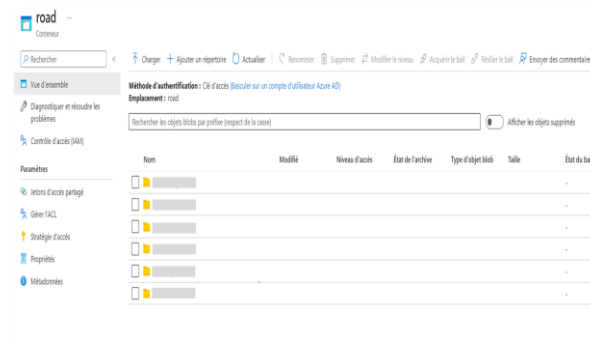 road ...
Conteneur
Rechercher
«
Charger
Ajouter un répertoire
Actualiser
Renommer
Supprimer
Modifier le niveau
Acquérir le bail
Résilier le bail
Envoyer des commentaire
Vue d'ensemble
Diagnostiquer et résoudre les
problèmes
Contrôle d'accès (IAM)
Paramètres
Jetons d'accès partagé
Gérer l'ACL
Stratégie d'accès
Propriétés
Métadonnées
Méthode d'authentification : Clé d'accès (Basculer sur un compte d'utilisateur Azure AD)
Emplacement : road
Rechercher les objets blobs par préfixe (respect de la casse)
Afficher les objets supprimés
Nom Modifié Niveau d'accès État de l'archive Type d'objet blob Taille État du ba
-
-
-
-
-
-